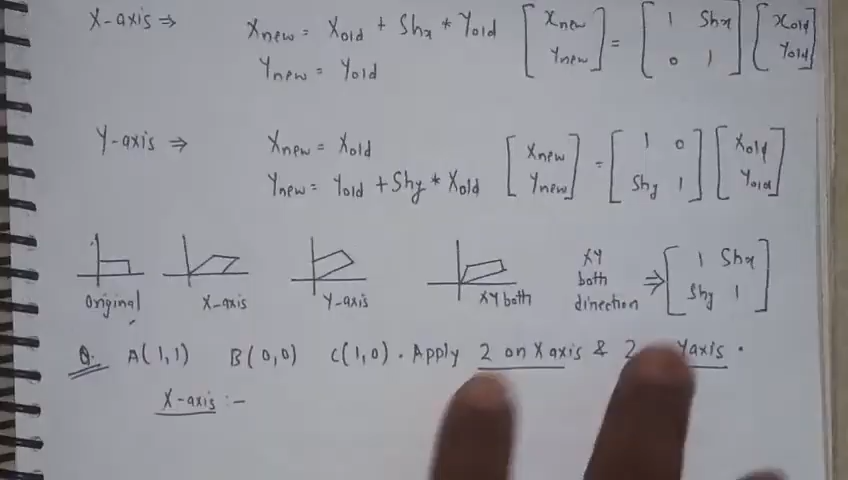 X-axis ⇒ Xnew = Xold + Shx * Yold [Xnew Ynew] = [1 Shx 0 1] [Xold Yold]
Ynew = Yold
Y-axis ⇒ Xnew = Xold [Xnew Ynew] = [1 0 Shy 1] [Xold Yold]
Ynew = Yold + Shy * Xold
Original X-axis Y-axis XY both
XY both direction ⇒ [1 Shx Shy 1]
Q. A(1,1) B(0,0) C(1,0). Apply 2 on Xaxis & 2 Yaxis.
X-axis :-